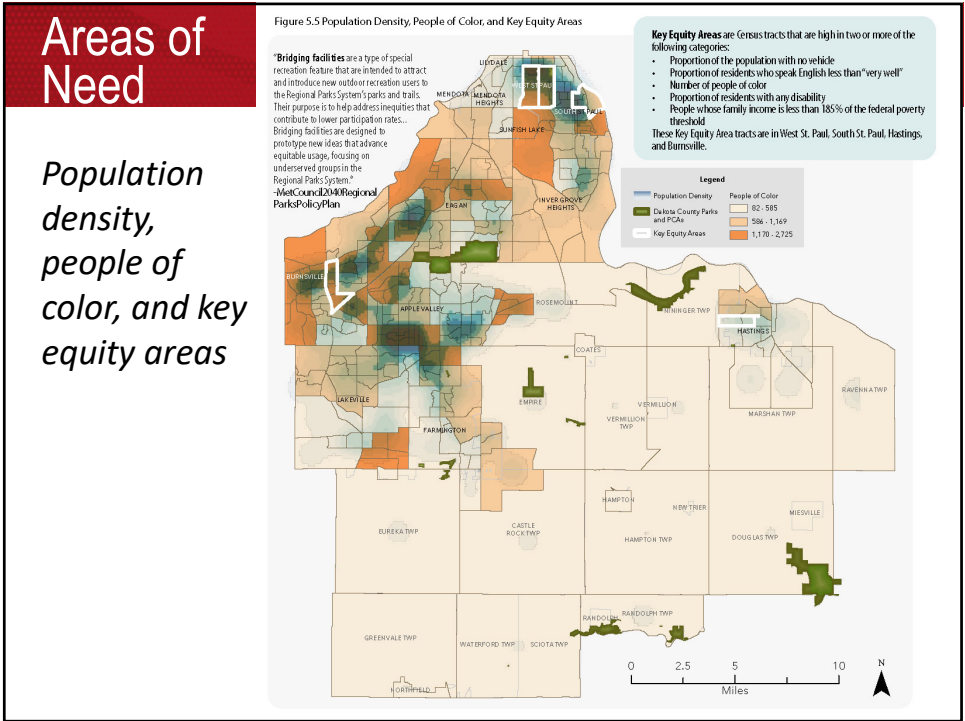 Areas of
Need
Population
density,
people of
color, and key
equity areas
Figure 5.5 Population Density, People of Color, and Key Equity Areas
"Bridging facilities are a type of special
recreation feature that are intended to attract
and introduce new outdoor recreation users to
the Regional Parks System's parks and trails.
Their purpose is to help address inequities that
contribute to lower participation rates...
Bridging facilities are designed to
prototype new ideas that advance
equitable usage, focusing on
underserved groups in the
Regional Parks System."
-MetCouncil2040Regional
ParksPolicyPlan
Key Equity Areas are Census tracts that are high in two or more of the
following categories:
• Proportion of the population with no vehicle
• Proportion of residents who speak English less than "very well"
• Number of people of color
• Proportion of residents with any disability
• People whose family income is less than 185% of the federal poverty
threshold
These Key Equity Area tracts are in West St. Paul, South St. Paul, Hastings,
and Burnsville.
Legend
Population Density
Dakota County Parks
and PCAs
Key Equity Areas
People of Color
82 - 585
586 - 1,169
1,170 - 2,725
LILYDALE
WEST ST PAUL
MENDOTA
MENDOTA
HEIGHTS
SOUTH ST PAUL
SUNFISH LAKE
INVER GROVE
HEIGHTS
EAGAN
BURNSVILLE
APPLE VALLEY
ROSEMOUNT
NININGER TWP
HASTINGS
COATES
LAKEVILLE
EMPIRE
VERMILLION
VERMILLION
TWP
MARSHAN TWP
RAVENNA TWP
FARMINGTON
HAMPTON
NEW TRIER
MIESVILLE
EUREKA TWP
CASTLE
ROCK TWP
HAMPTON TWP
DOUGLAS TWP
RANDOLPH
RANDOLPH TWP
GREENVALE TWP
WATERFORD TWP
SCIOTA TWP
NORTHFIELD
0 2.5 5 10
Miles
N